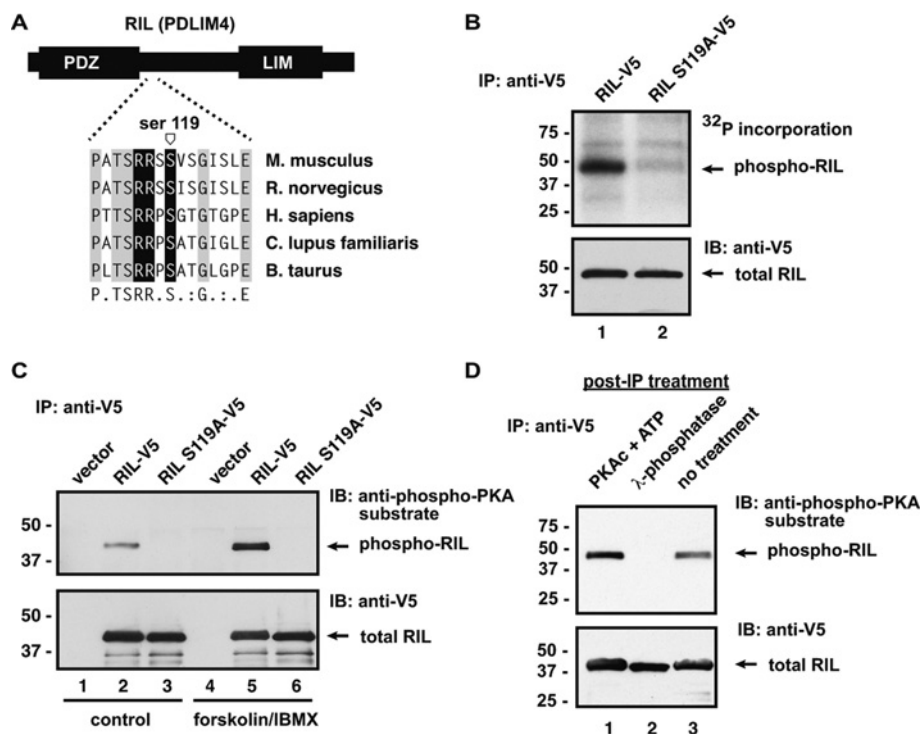 A
RIL (PDLIM4)
PDZ
LIM
ser 119
PATSRRSSVSGISLE M. musculus
PATSRRSSISGISLE R. norvegicus
PTTSRRPSGTGTGPE H. sapiens
PATSRRPSATGIGLE C. lupus familiaris
PLTSRRPSATGLGPE B. taurus
P.TSRR.S.:G.:.E
B
IP: anti-V5
RIL-V5
RIL S119A-V5
32P incorporation
75 -
50 -
37 -
25 -
phospho-RIL
IB: anti-V5
50 -
37 -
total RIL
1 2
C
IP: anti-V5
vector
RIL-V5
RIL S119A-V5
vector
RIL-V5
RIL S119A-V5
IB: anti-phospho-PKA
substrate
50 -
37 -
phospho-RIL
IB: anti-V5
50 -
37 -
total RIL
1 2 3 4 5 6
control
forskolin/IBMX
D
post-IP treatment
IP: anti-V5
PKAc + ATP
λ-phosphatase
no treatment
IB: anti-phospho-PKA
substrate
75 -
50 -
37 -
25 -
phospho-RIL
IB: anti-V5
50 -
37 -
25 -
total RIL
1 2 3